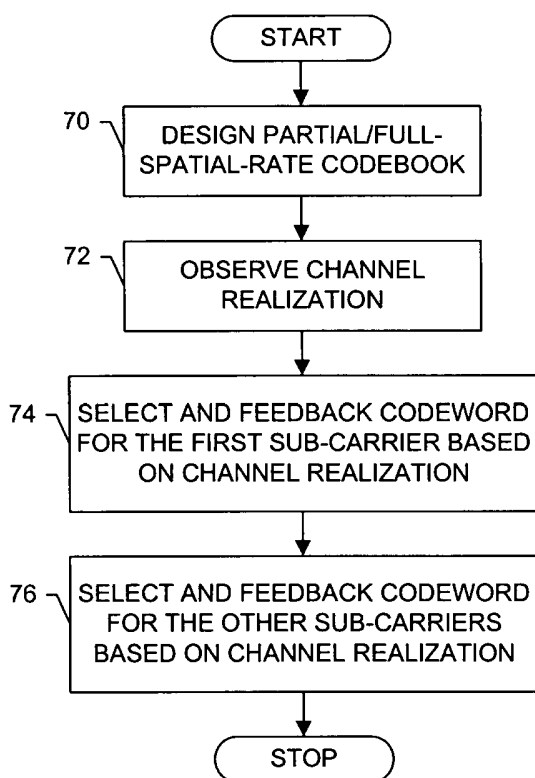 START
70
DESIGN PARTIAL/FULL-
SPATIAL-RATE CODEBOOK
72
OBSERVE CHANNEL
REALIZATION
74
SELECT AND FEEDBACK CODEWORD
FOR THE FIRST SUB-CARRIER BASED
ON CHANNEL REALIZATION
76
SELECT AND FEEDBACK CODEWORD
FOR THE OTHER SUB-CARRIERS
BASED ON CHANNEL REALIZATION
STOP